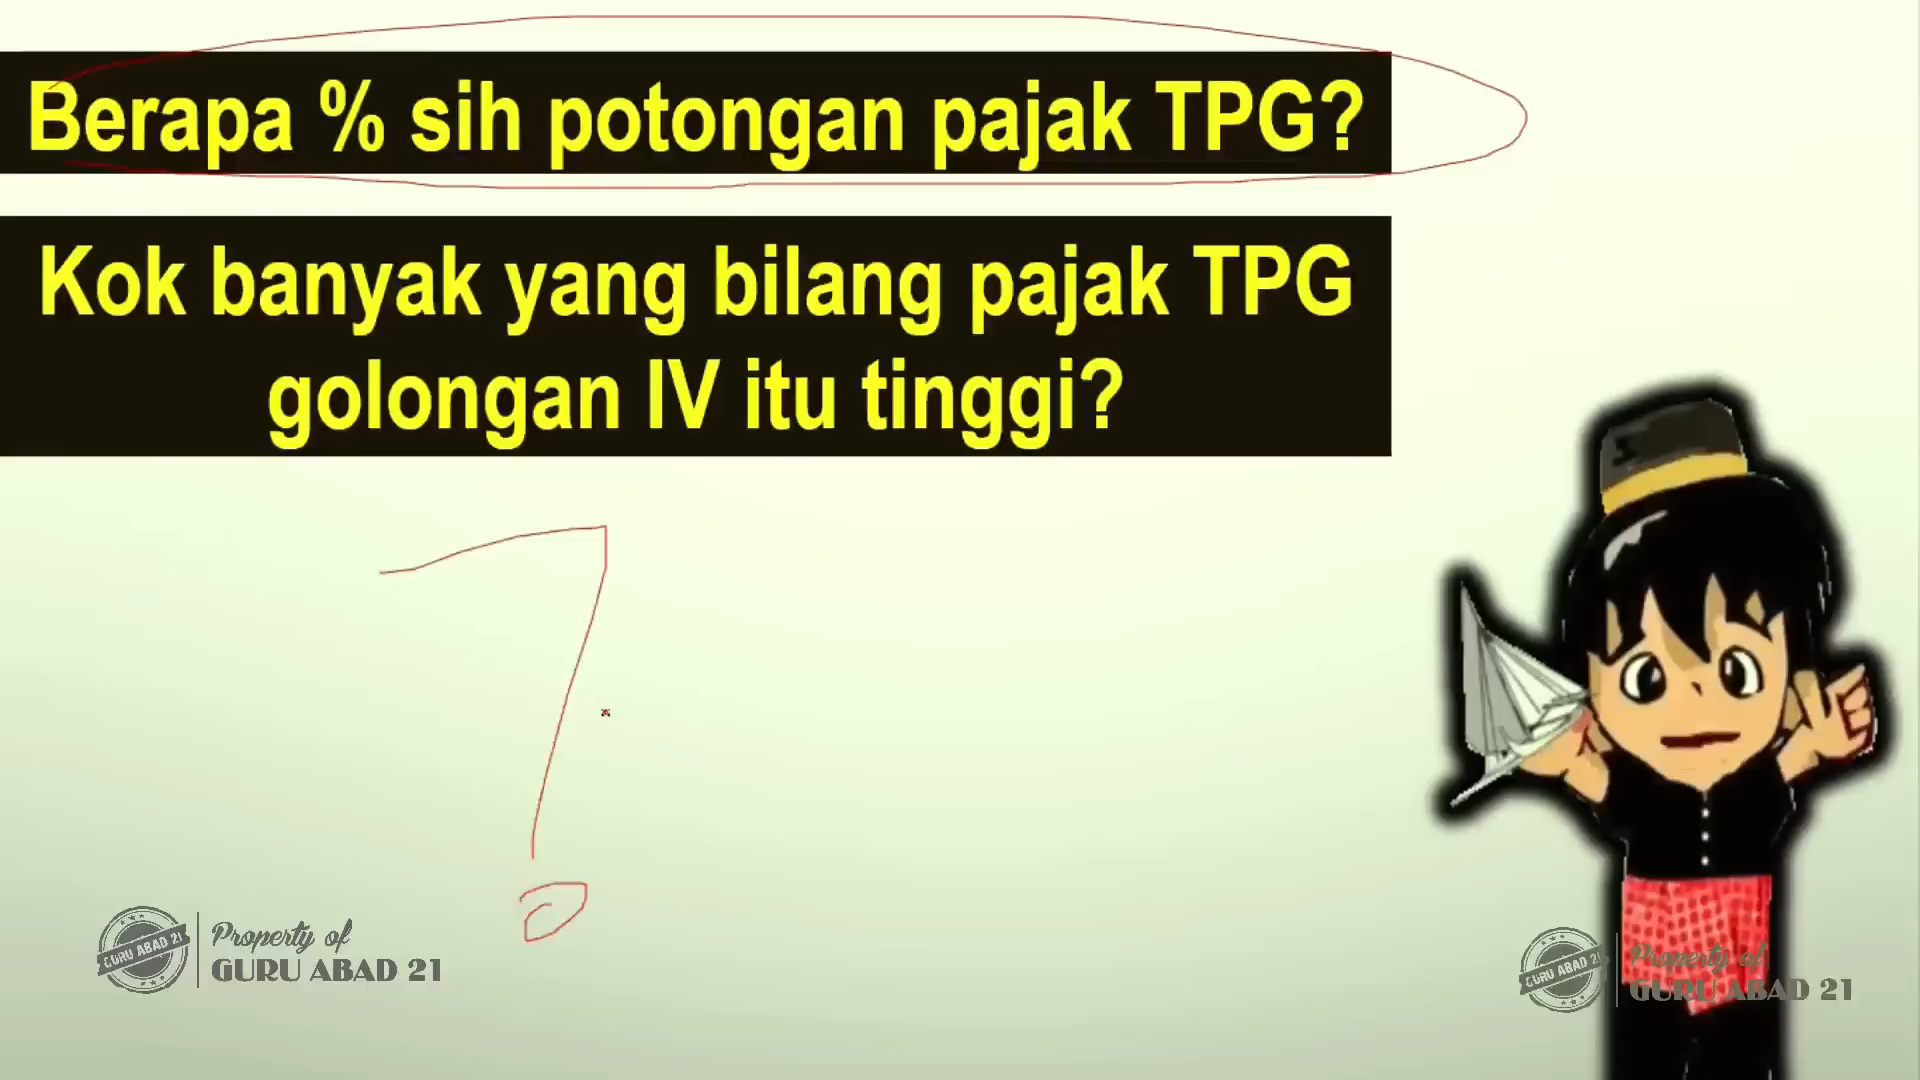 Berapa % sih potongan pajak TPG?
Kok banyak yang bilang pajak TPG
golongan IV itu tinggi?
?
GURU ABAD 21
Property of
GURU ABAD 21
GURU ABAD 21
Property of
GURU ABAD 21